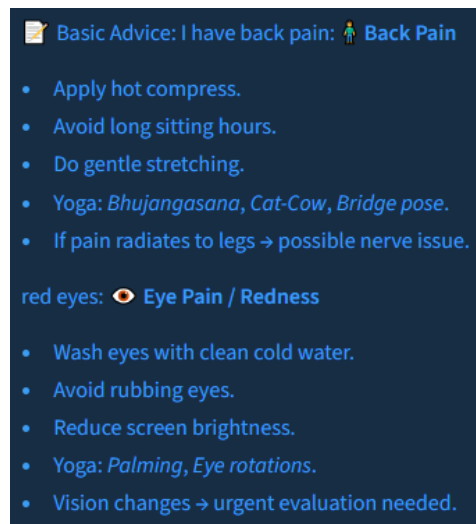 📝 Basic Advice: I have back pain: 🧍 Back Pain
• Apply hot compress.
• Avoid long sitting hours.
• Do gentle stretching.
• Yoga: Bhujangasana, Cat-Cow, Bridge pose.
• If pain radiates to legs → possible nerve issue.
red eyes: 👁️ Eye Pain / Redness
• Wash eyes with clean cold water.
• Avoid rubbing eyes.
• Reduce screen brightness.
• Yoga: Palming, Eye rotations.
• Vision changes → urgent evaluation needed.